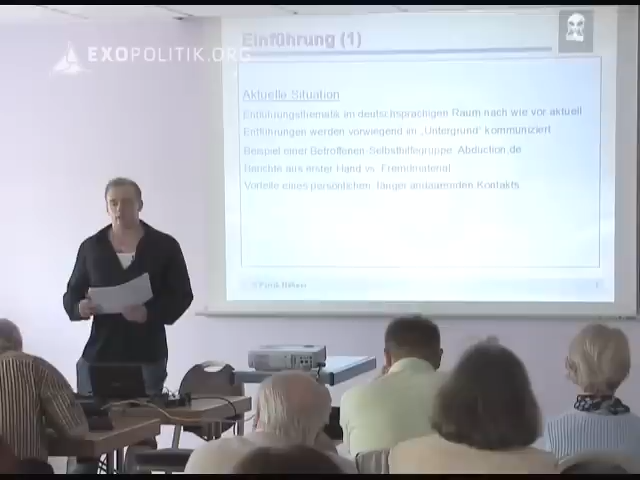 EXOPOLITIK.ORG
Einführung (1)
Aktuelle Situation
Entführungsthematik im deutschsprachigen Raum nach wie vor aktuell
Entführungen werden vorwiegend im „Untergrund“ kommuniziert
Beispiel einer Betroffenen-Selbsthilfegruppe: Abduction.de
Berichte aus erster Hand vs. Fremdmaterial
Vorteile eines persönlichen, länger andauernden Kontakts